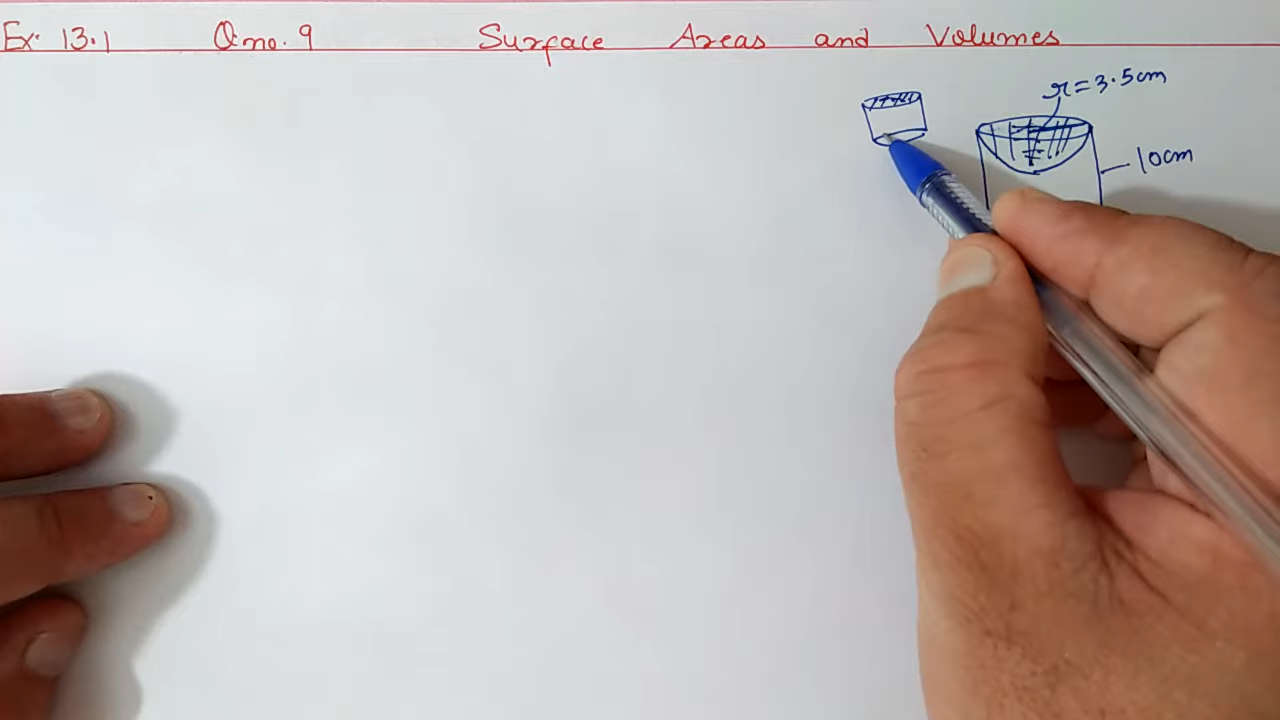 Ex. 13.1 Q.no. 9 Surface Areas and Volumes
r = 3.5cm
10cm